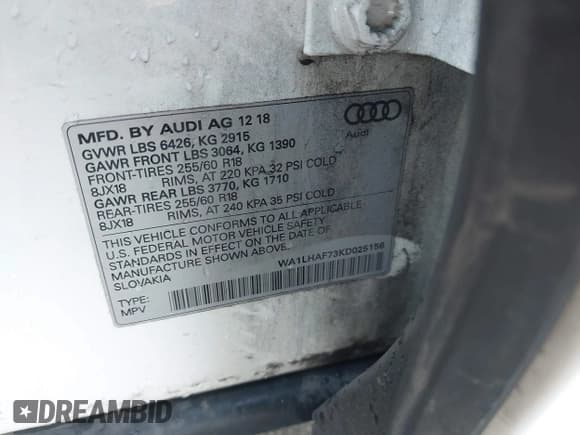 MFD. BY AUDI AG 12 18
GVWR LBS 6426, KG 2915
GAWR FRONT LBS 3064, KG 1390
FRONT-TIRES 255/60 R18
8JX18 RIMS, AT 220 KPA 32 PSI COLD
GAWR REAR LBS 3770, KG 1710
REAR-TIRES 255/60 R18
8JX18 RIMS, AT 240 KPA 35 PSI COLD
THIS VEHICLE CONFORMS TO ALL APPLICABLE
U.S. FEDERAL MOTOR VEHICLE SAFETY
STANDARDS IN EFFECT ON THE DATE OF
MANUFACTURE SHOWN ABOVE.
SLOVAKIA
WA1LHAF73KD025156
TYPE:
MPV
Audi
DREAMBID